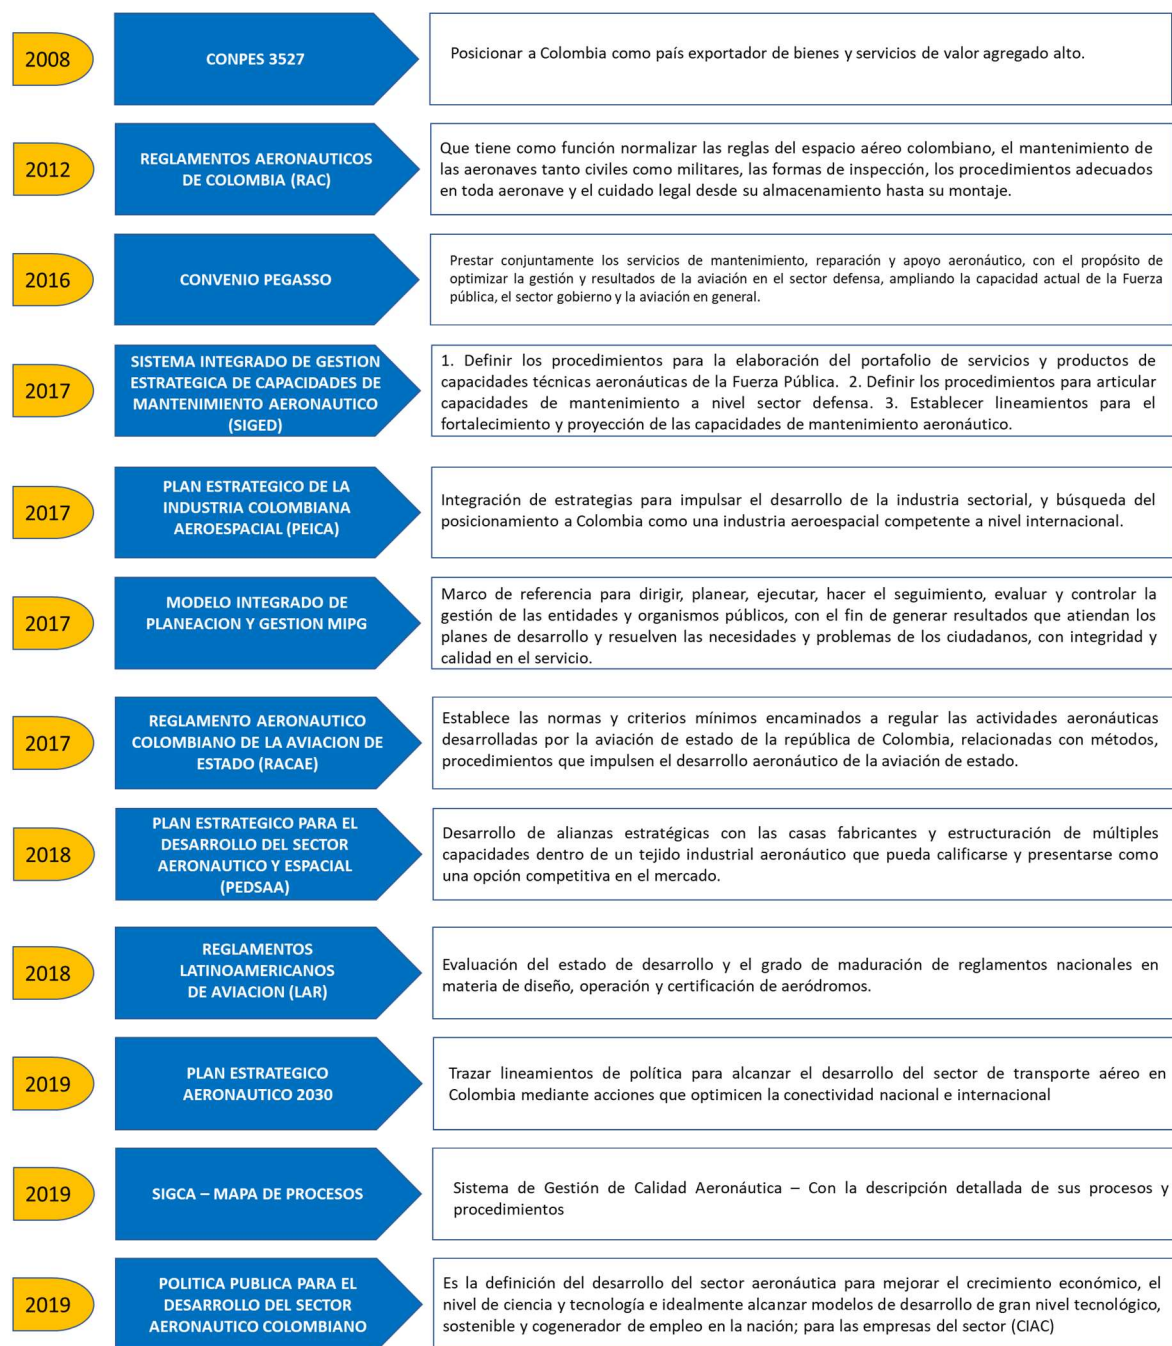 2008
CONPES 3527
Posicionar a Colombia como país exportador de bienes y servicios de valor agregado alto.
2012
REGLAMENTOS AERONAUTICOS
DE COLOMBIA (RAC)
Que tiene como función normalizar las reglas del espacio aéreo colombiano, el mantenimiento de
las aeronaves tanto civiles como militares, las formas de inspección, los procedimientos adecuados
en toda aeronave y el cuidado legal desde su almacenamiento hasta su montaje.
2016
CONVENIO PEGASSO
Prestar conjuntamente los servicios de mantenimiento, reparación y apoyo aeronáutico, con el propósito de
optimizar la gestión y resultados de la aviación en el sector defensa, ampliando la capacidad actual de la Fuerza
pública, el sector gobierno y la aviación en general.
2017
SISTEMA INTEGRADO DE GESTION
ESTRATEGICA DE CAPACIDADES DE
MANTENIMIENTO AERONAUTICO
(SIGED)
1. Definir los procedimientos para la elaboración del portafolio de servicios y productos de
capacidades técnicas aeronáuticas de la Fuerza Pública. 2. Definir los procedimientos para articular
capacidades de mantenimiento a nivel sector defensa. 3. Establecer lineamientos para el
fortalecimiento y proyección de las capacidades de mantenimiento aeronáutico.
2017
PLAN ESTRATEGICO DE LA
INDUSTRIA COLOMBIANA
AEROESPACIAL (PEICA)
Integración de estrategias para impulsar el desarrollo de la industria sectorial, y búsqueda del
posicionamiento a Colombia como una industria aeroespacial competente a nivel internacional.
2017
MODELO INTEGRADO DE
PLANEACION Y GESTION MIPG
Marco de referencia para dirigir, planear, ejecutar, hacer el seguimiento, evaluar y controlar la
gestión de las entidades y organismos públicos, con el fin de generar resultados que atiendan los
planes de desarrollo y resuelven las necesidades y problemas de los ciudadanos, con integridad y
calidad en el servicio.
2017
REGLAMENTO AERONAUTICO
COLOMBIANO DE LA AVIACION DE
ESTADO (RACAE)
Establece las normas y criterios mínimos encaminados a regular las actividades aeronáuticas
desarrolladas por la aviación de estado de la república de Colombia, relacionadas con métodos,
procedimientos que impulsen el desarrollo aeronáutico de la aviación de estado.
2018
PLAN ESTRATEGICO PARA EL
DESARROLLO DEL SECTOR
AERONAUTICO Y ESPACIAL
(PEDSAA)
Desarrollo de alianzas estratégicas con las casas fabricantes y estructuración de múltiples
capacidades dentro de un tejido industrial aeronáutico que pueda calificarse y presentarse como
una opción competitiva en el mercado.
2018
REGLAMENTOS
LATINOAMERICANOS
DE AVIACION (LAR)
Evaluación del estado de desarrollo y el grado de maduración de reglamentos nacionales en
materia de diseño, operación y certificación de aeródromos.
2019
PLAN ESTRATEGICO
AERONAUTICO 2030
Trazar lineamientos de política para alcanzar el desarrollo del sector de transporte aéreo en
Colombia mediante acciones que optimicen la conectividad nacional e internacional
2019
SIGCA – MAPA DE PROCESOS
Sistema de Gestión de Calidad Aeronáutica – Con la descripción detallada de sus procesos y
procedimientos
2019
POLITICA PUBLICA PARA EL
DESARROLLO DEL SECTOR
AERONAUTICO COLOMBIANO
Es la definición del desarrollo del sector aeronáutica para mejorar el crecimiento económico, el
nivel de ciencia y tecnología e idealmente alcanzar modelos de desarrollo de gran nivel tecnológico,
sostenible y cogenerador de empleo en la nación; para las empresas del sector (CIAC)